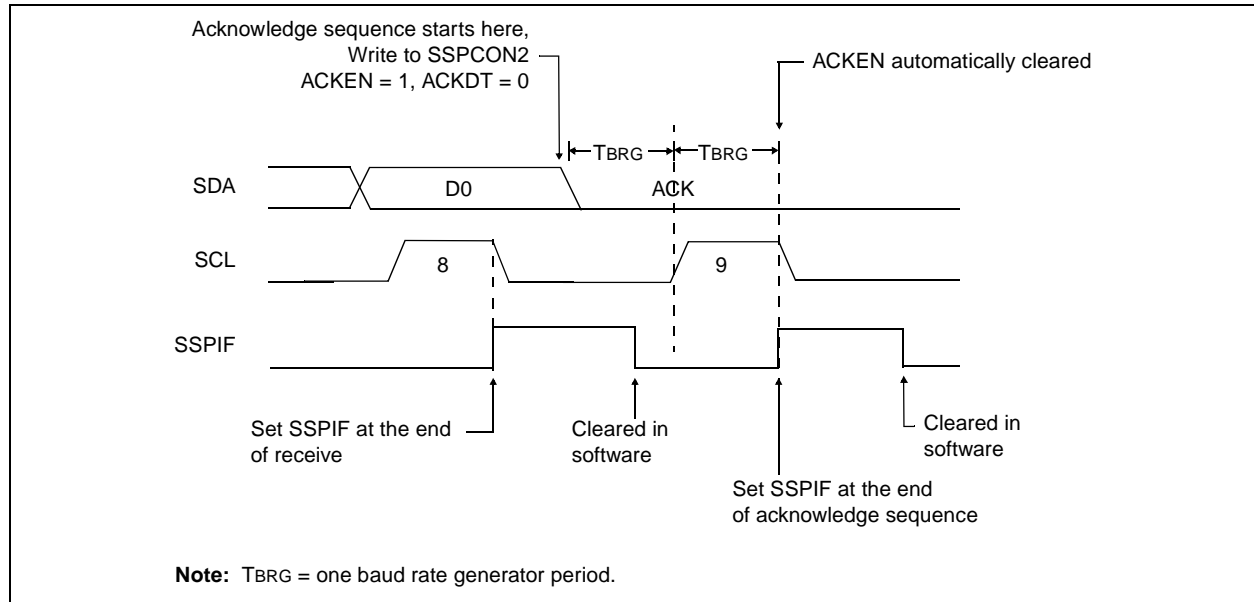 Acknowledge sequence starts here,
Write to SSPCON2
ACKEN = 1, ACKDT = 0
ACKEN automatically cleared
TBRG
TBRG
SDA
D0
ACK
SCL
8
9
SSPIF
Set SSPIF at the end
of receive
Cleared in
software
Cleared in
software
Set SSPIF at the end
of acknowledge sequence
Note: TBRG = one baud rate generator period.